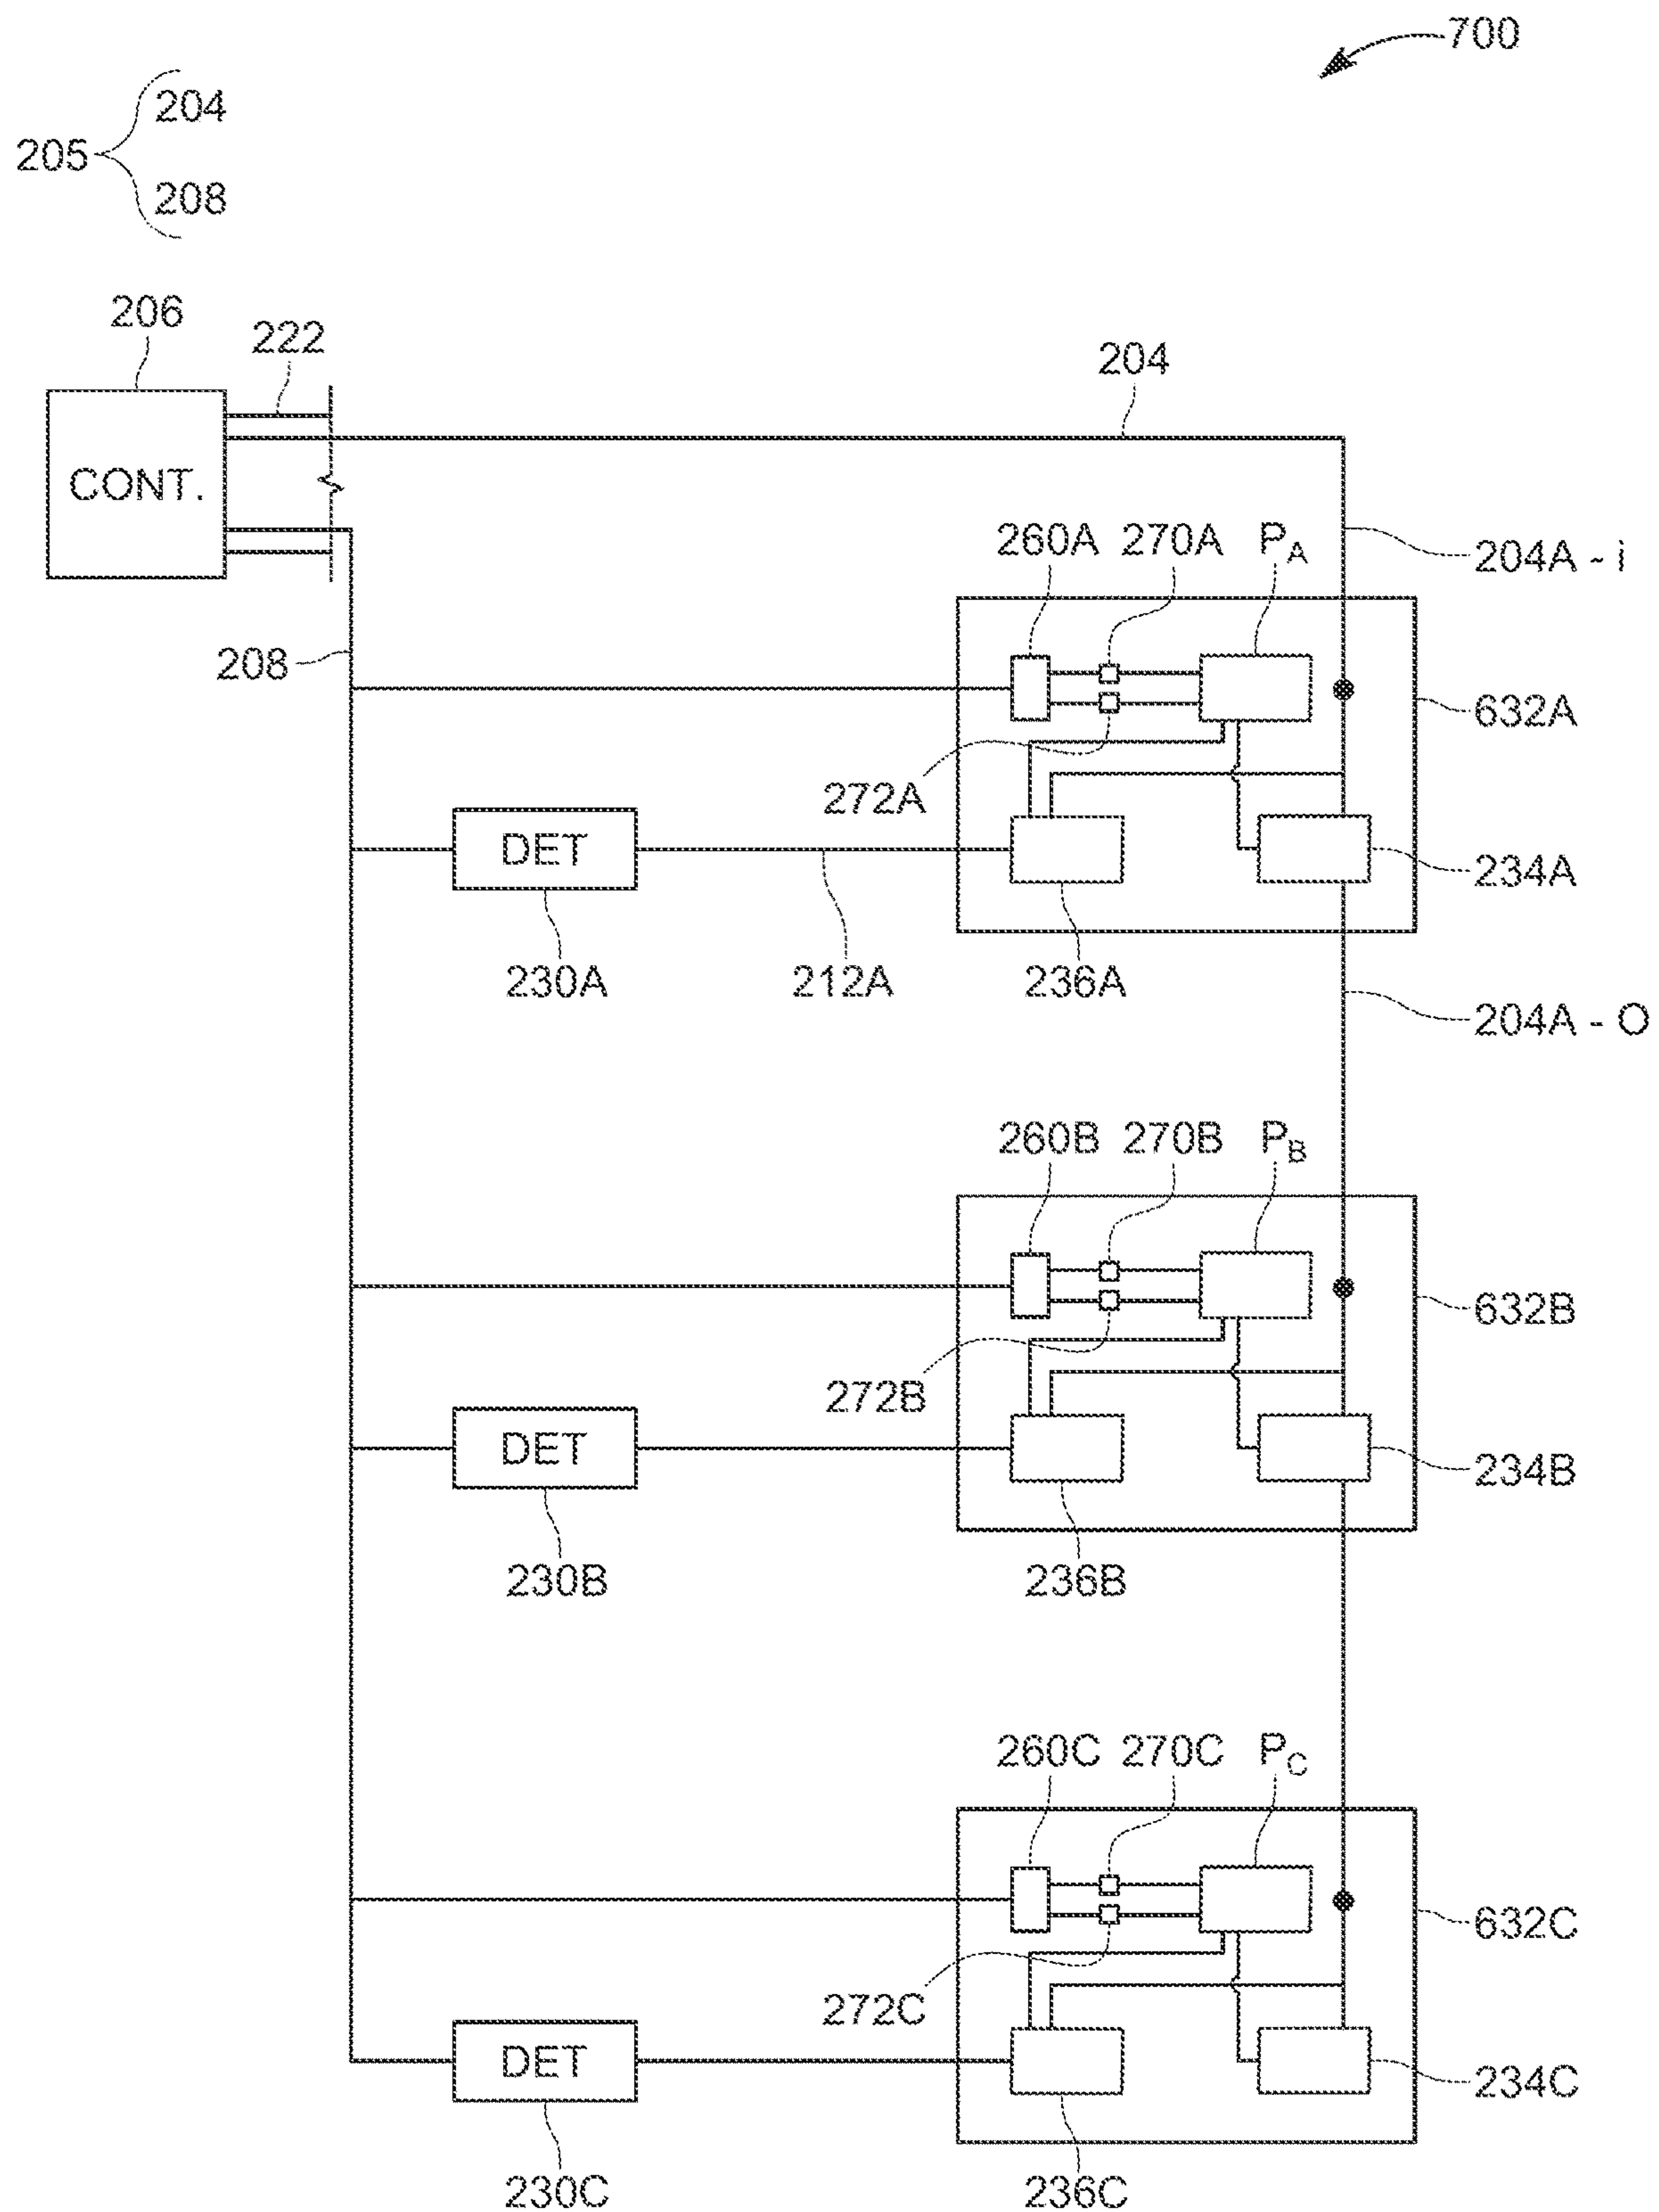 700
204
205
208
206
222
204
CONT.
260A 270A PA
204A - i
208
632A
272A
DET
234A
230A 212A 236A
204A - O
260B 270B PB
632B
272B
DET
234B
230B 236B
260C 270C PC
632C
272C
DET
234C
230C 236C